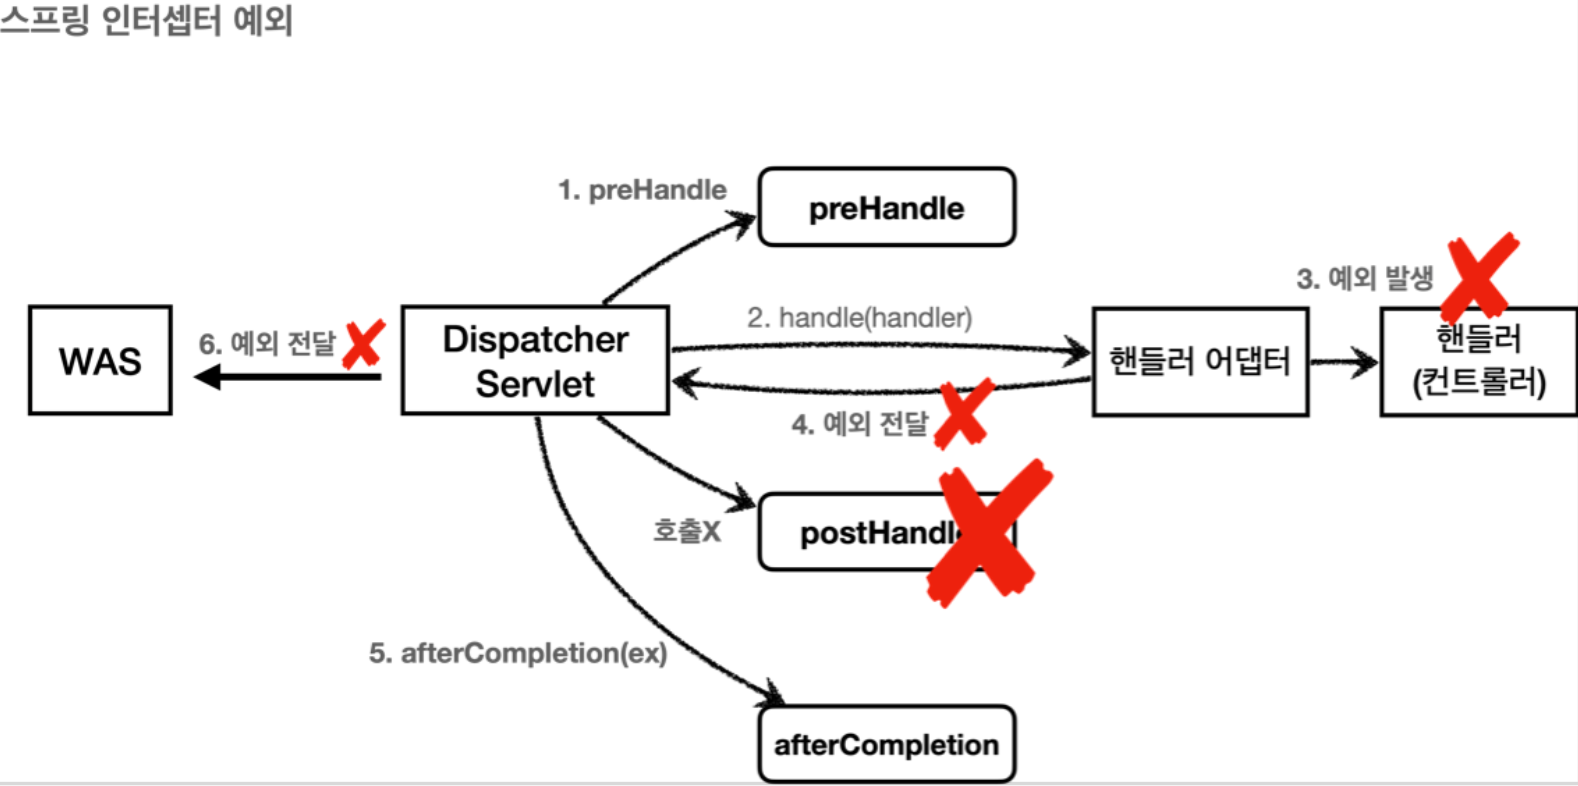 스프링 인터셉터 예외
1. preHandle
preHandle
3. 예외 발생
WAS
6. 예외 전달
Dispatcher
Servlet
2. handle(handler)
핸들러 어댑터
핸들러
(컨트롤러)
4. 예외 전달
호출X
postHandl
5. afterCompletion(ex)
afterCompletion